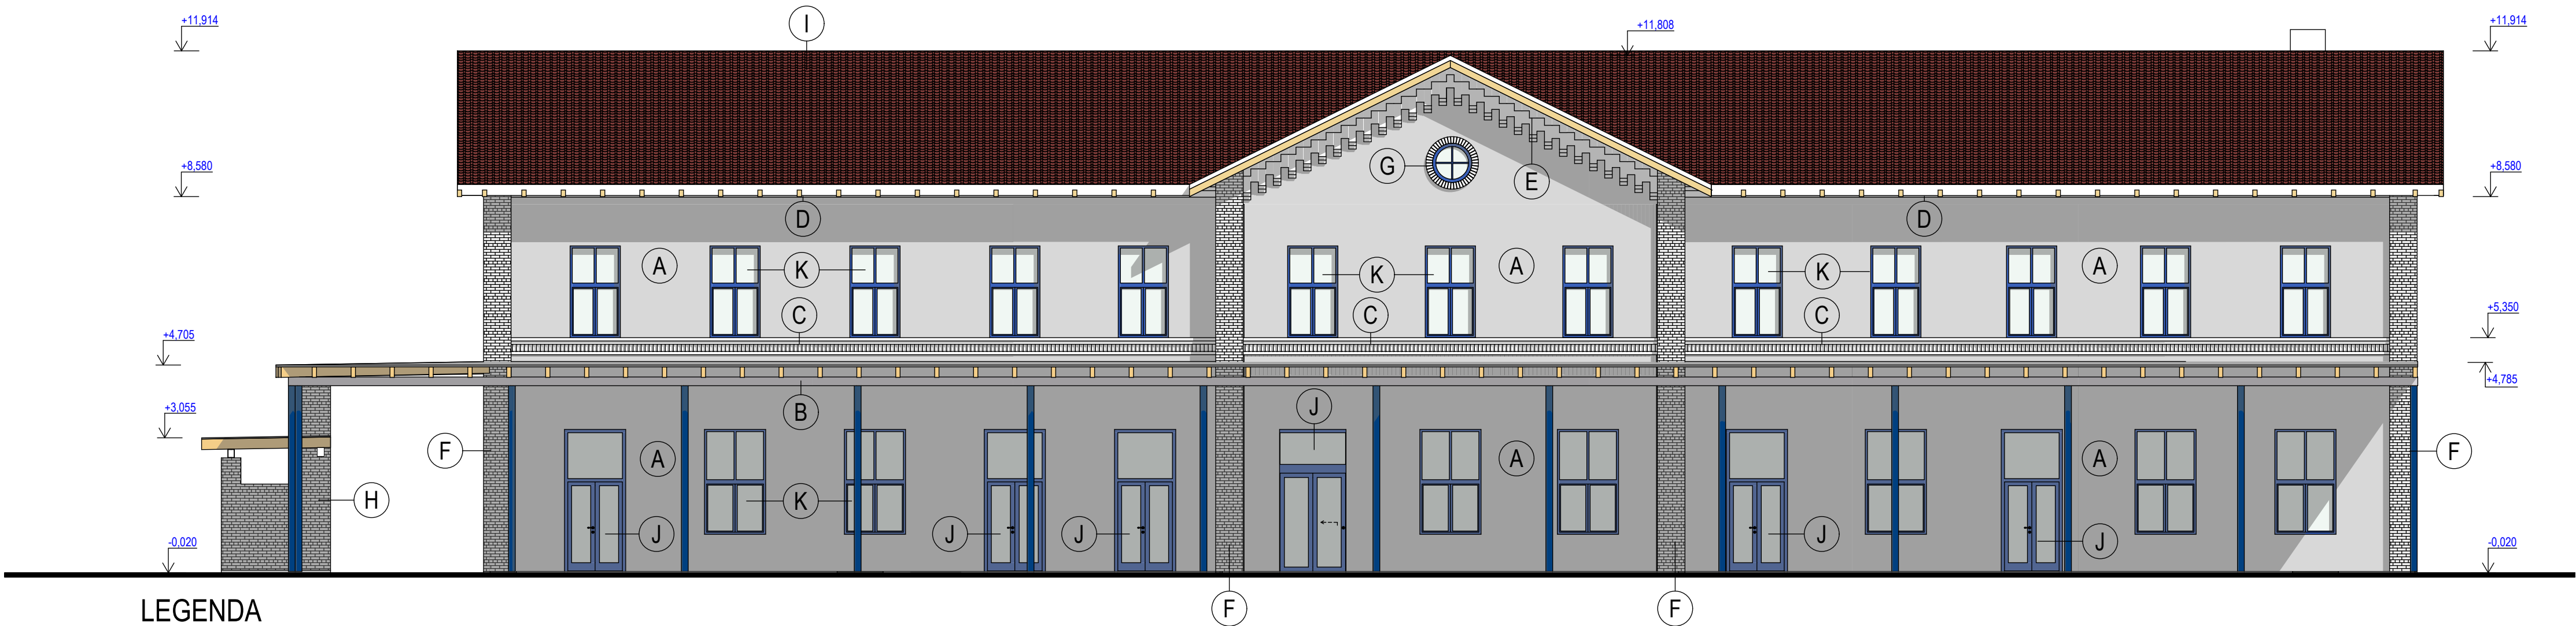 +11,914
I
+11,808
+11,914
+8,580
G
E
+8,580
D
D
A
K
K
A
K
A
C
C
C
+4,705
+5,350
+3,055
B
J
+4,785
F
A
A
A
F
H
K
J
J
J
J
J
-0,020
-0,020
LEGENDA
F
F